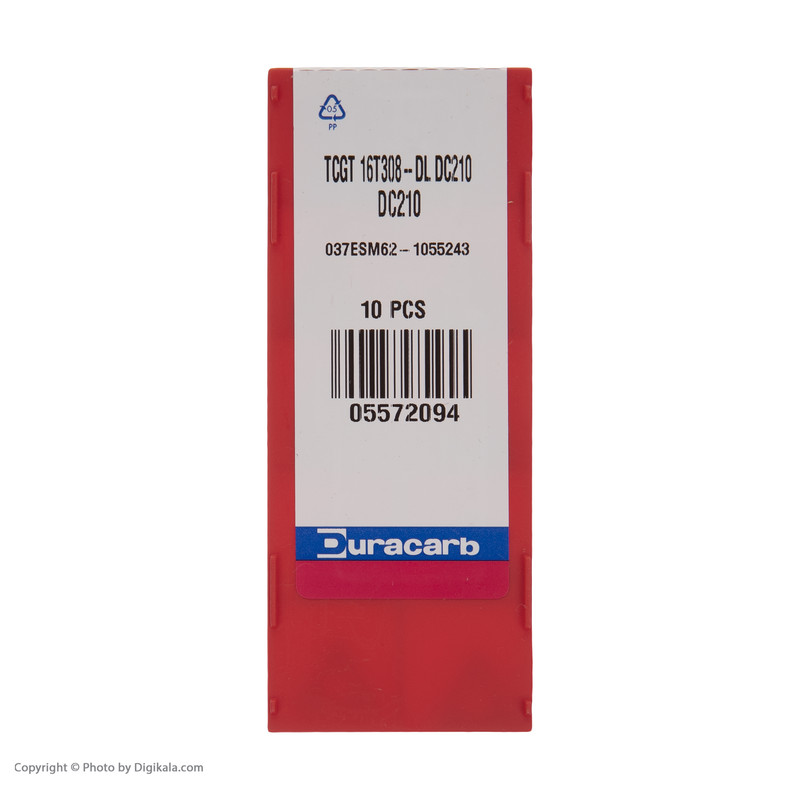 05
PP
TCGT 16T308--DL DC210
DC210
037ESM62-1055243
10 PCS
05572094
Duracarb
Copyright © Photo by Digikala.com